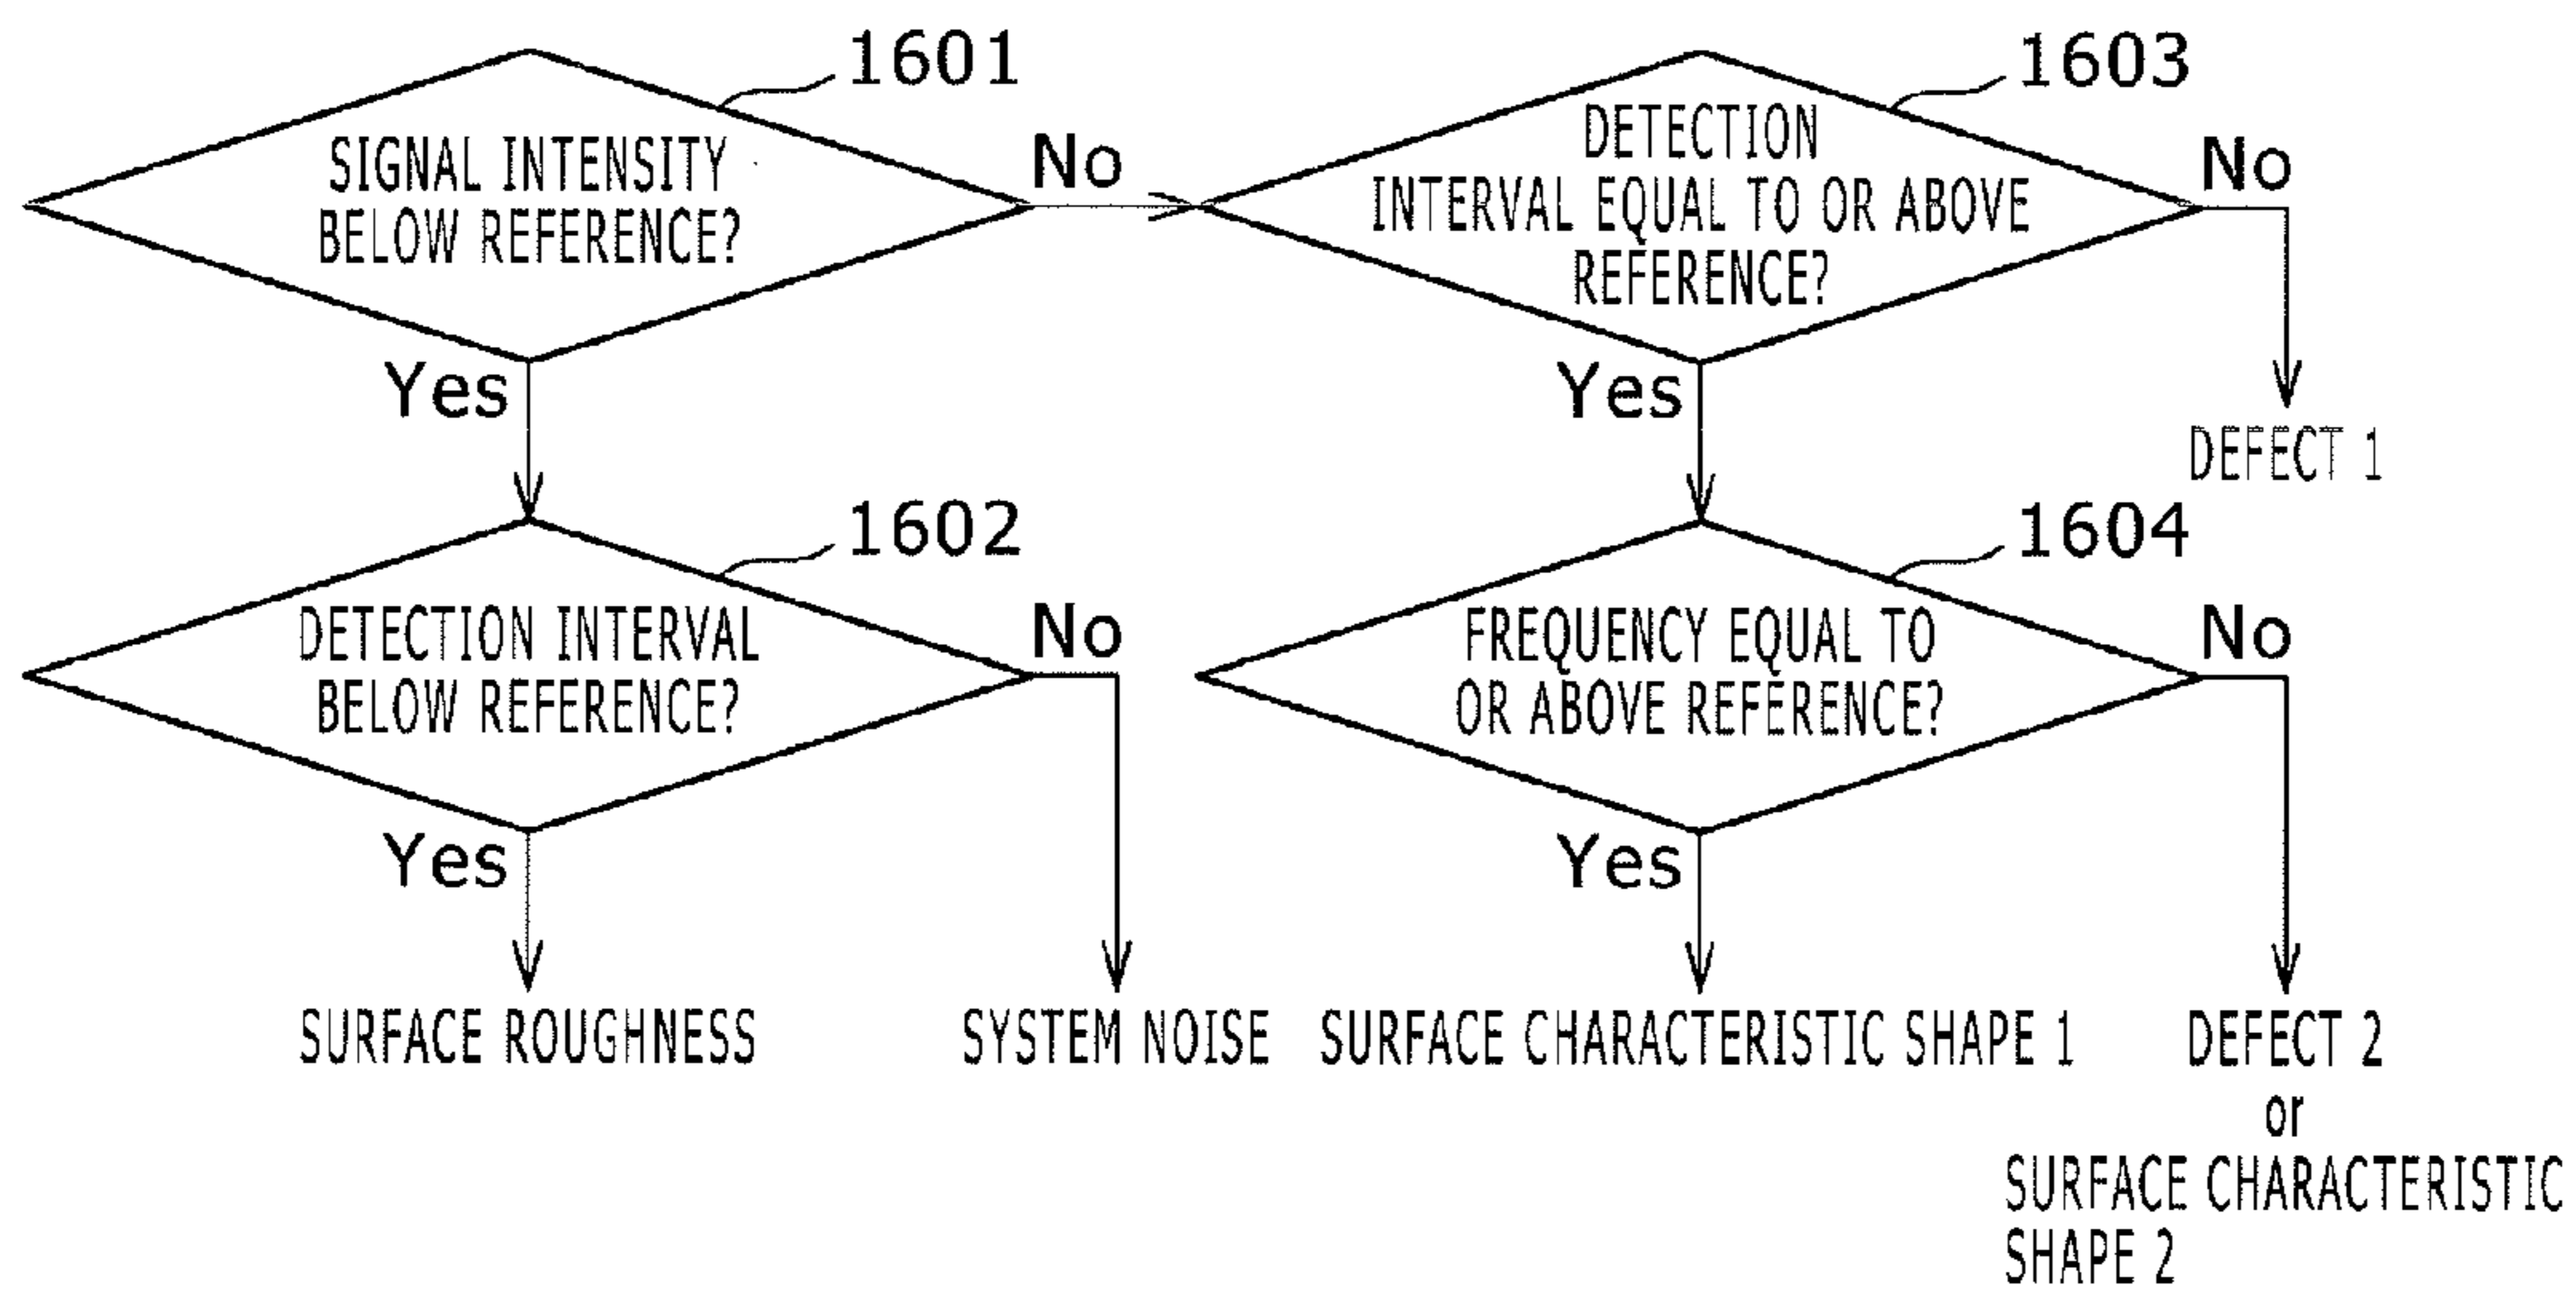 1601
SIGNAL INTENSITY
BELOW REFERENCE?
No
Yes
1603
DETECTION
INTERVAL EQUAL TO OR ABOVE
REFERENCE?
No
Yes
DEFECT 1
1602
DETECTION INTERVAL
BELOW REFERENCE?
No
Yes
1604
FREQUENCY EQUAL TO
OR ABOVE REFERENCE?
No
Yes
SURFACE ROUGHNESS
SYSTEM NOISE
SURFACE CHARACTERISTIC SHAPE 1
DEFECT 2
or
SURFACE CHARACTERISTIC
SHAPE 2